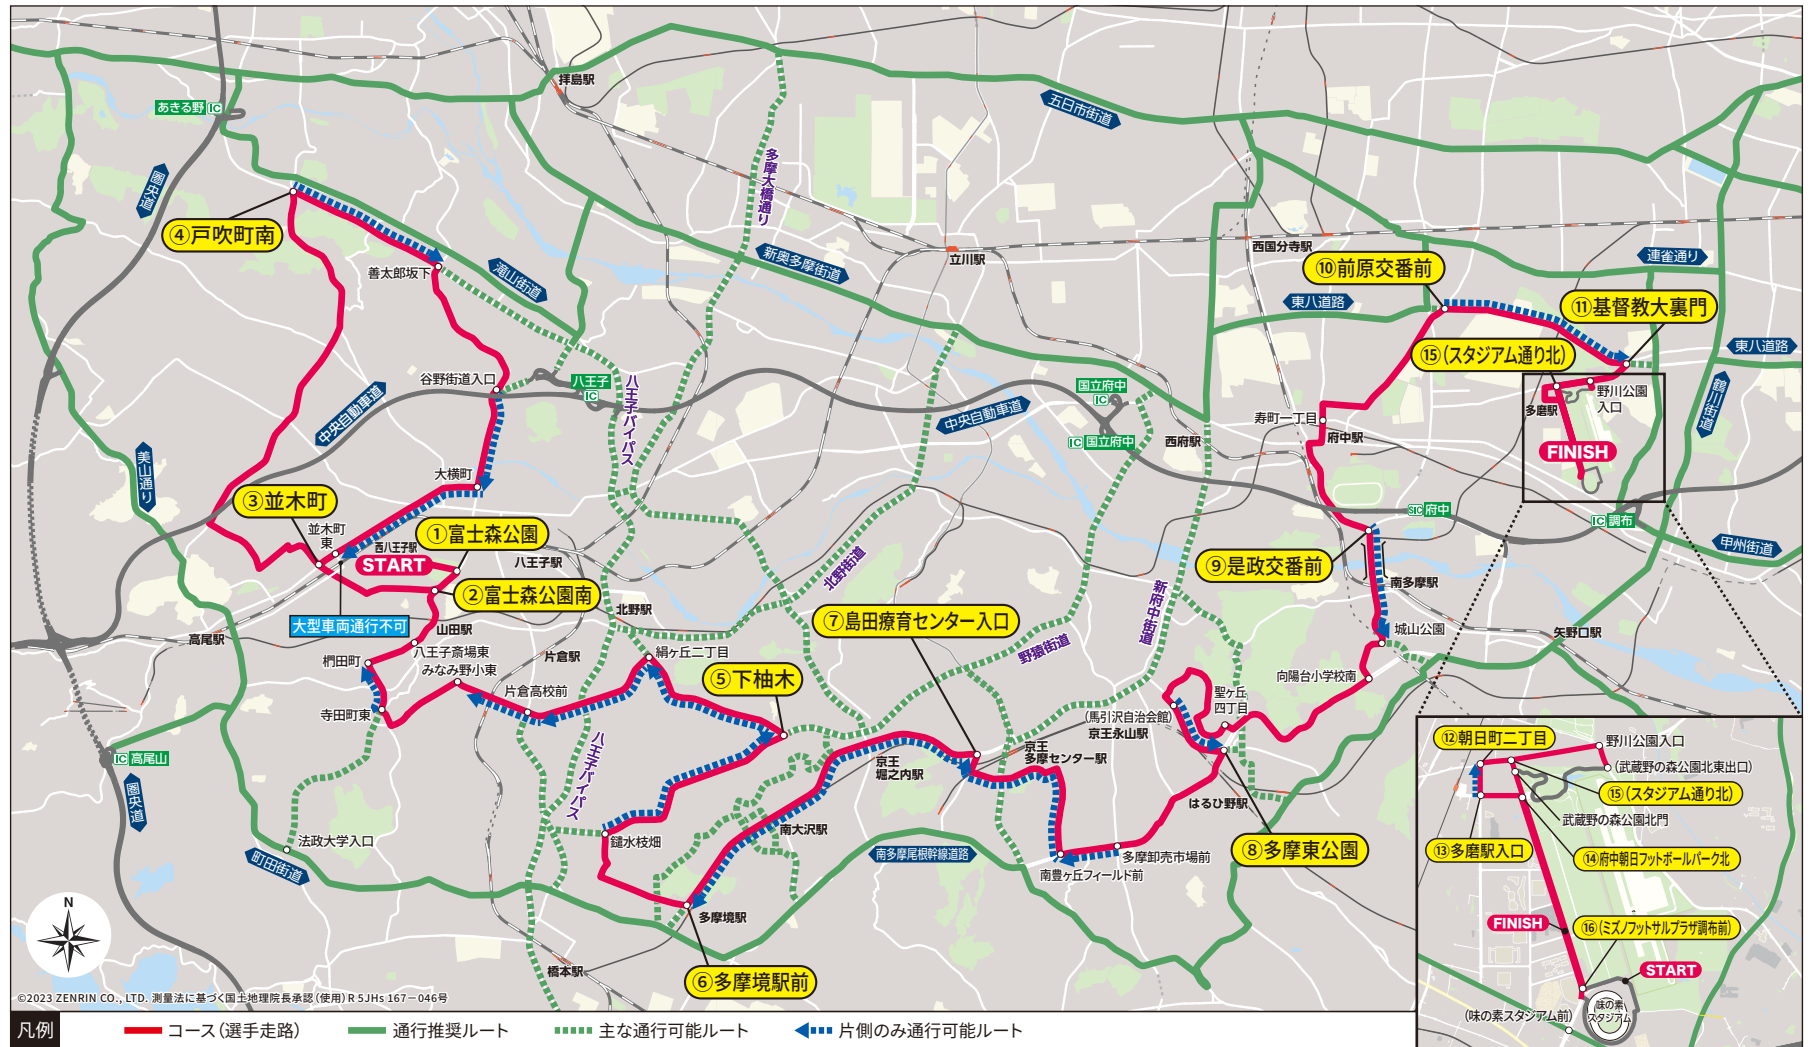 拝島駅
あきる野 IC
五日市街道
圏央道
多摩大橋通り
④戸吹町南
善太郎坂下
滝山街道
新奥多摩街道
立川駅
西国分寺駅
連雀通り
⑩前原交番前
東八道路
⑪基督教大裏門
⑮(スタジアム通り北)
東八道路
谷野街道入口
八王子
IC
八王子バイパス
国立府中
IC
中央自動車道
中央自動車道
IC 国立府中
西府駅
寿町一丁目
府中駅
多磨駅
野川公園
入口
鶴川街道
FINISH
美山通り
大横町
③並木町
並木町
東
西八王子駅
START
①富士森公園
八王子駅
SIC 府中
IC 調布
甲州街道
②富士森公園南
大型車両通行不可
北野街道
⑨是政交番前
南多摩駅
高尾駅
山田駅
北野駅
新府中街道
⑦島田療育センター入口
城山公園
矢野口駅
椚田町
八王子斎場東
みなみ野小東
片倉駅
絹ヶ丘二丁目
野猿街道
⑤下柚木
片倉高校前
寺田町東
向陽台小学校南
聖ヶ丘
四丁目
(馬引沢自治会館)
京王永山駅
IC 高尾山
圏央道
八王子バイパス
京王
堀之内駅
京王
多摩センター駅
はるひ野駅
法政大学入口
町田街道
鑓水枝畑
南大沢駅
南多摩尾根幹線道路
多摩卸売市場前
南豊ヶ丘フィールド前
⑧多摩東公園
多摩境駅
橋本駅
⑥多摩境駅前
N
⑫朝日町二丁目
野川公園入口
(武蔵野の森公園北東出口)
⑮(スタジアム通り北)
武蔵野の森公園北門
⑬多磨駅入口
⑭府中朝日フットボールパーク北
FINISH
⑯(ミズノフットサルプラザ調布前)
START
(味の素スタジアム前)
味の素
スタジアム
©2023 ZENRIN CO., LTD. 測量法に基づく国土地理院長承認(使用)R 5JHs 167－046号
凡例
コース(選手走路)
通行推奨ルート
主な通行可能ルート
片側のみ通行可能ルート